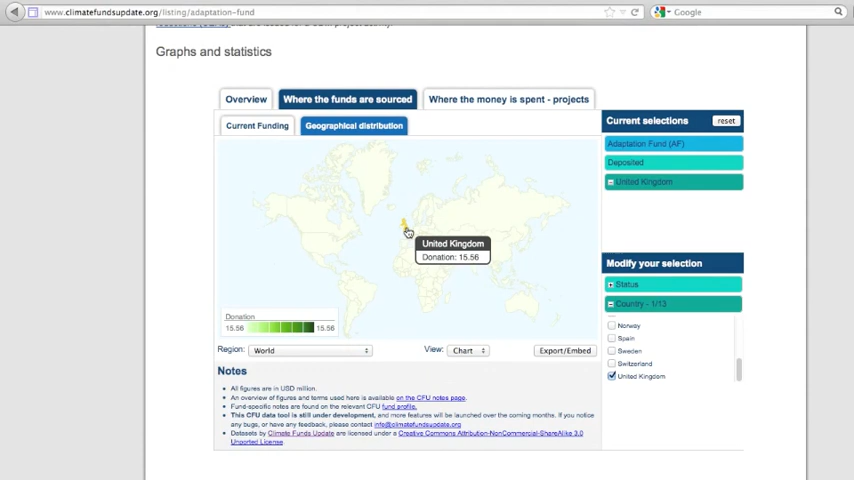 www.climatefundsupdate.org/listing/adaptation-fund
Google
Graphs and statistics
Overview
Where the funds are sourced
Where the money is spent - projects
Current Funding
Geographical distribution
United Kingdom
Donation: 15.56
Donation
15.56
15.56
Region:
World
View:
Chart
Export/Embed
Notes
All figures are in USD million.
An overview of figures and terms used here is available on the CFU notes page.
Fund-specific notes are found on the relevant CFU fund profile.
This CFU data tool is still under development, and more features will be launched over the coming months. If you notice
any bugs, or have any feedback, please contact info@climatefundsupdate.org
Datasets by Climate Funds Update are licensed under a Creative Commons Attribution-NonCommercial-ShareAlike 3.0
Unported License.
Current selections
reset
Adaptation Fund (AF)
Deposited
United Kingdom
Modify your selection
Status
Country - 1/13
Norway
Spain
Sweden
Switzerland
United Kingdom